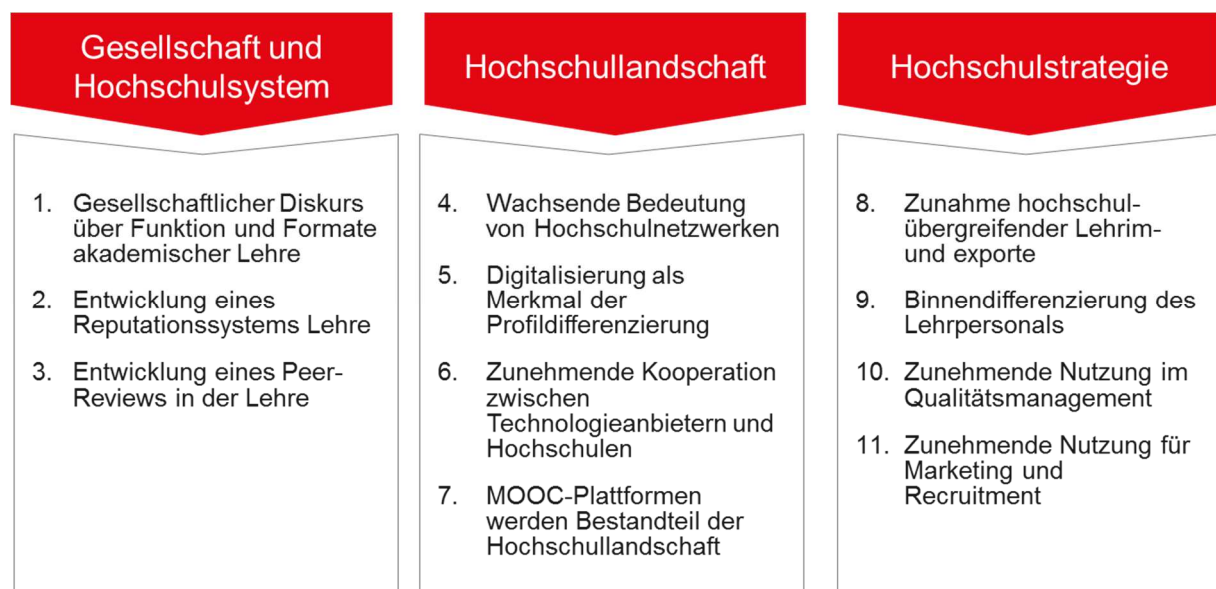 Gesellschaft und
Hochschulsystem
1. Gesellschaftlicher Diskurs
über Funktion und Formate
akademischer Lehre
2. Entwicklung eines
Reputationssystems Lehre
3. Entwicklung eines Peer-
Reviews in der Lehre
Hochschullandschaft
4. Wachsende Bedeutung
von Hochschulnetzwerken
5. Digitalisierung als
Merkmal der
Profildifferenzierung
6. Zunehmende Kooperation
zwischen
Technologieanbietern und
Hochschulen
7. MOOC-Plattformen
werden Bestandteil der
Hochschullandschaft
Hochschulstrategie
8. Zunahme hochschul-
übergreifender Lehrim-
und exporte
9. Binnendifferenzierung des
Lehrpersonals
10. Zunehmende Nutzung im
Qualitätsmanagement
11. Zunehmende Nutzung für
Marketing und
Recruitment